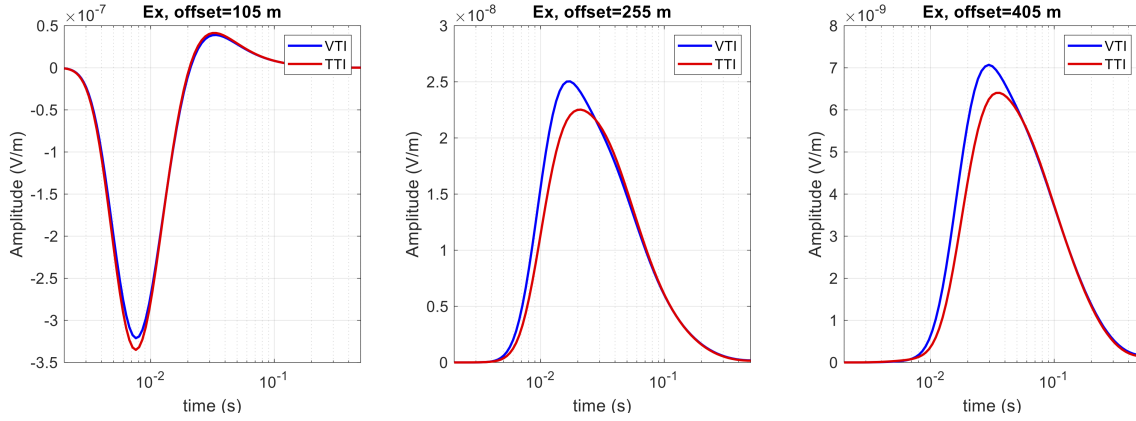 ×10⁻⁷
Ex, offset=105 m
0.5
0
-0.5
-1
-1.5
-2
-2.5
-3
-3.5
Amplitude (V/m)
VTI
TTI
10⁻²
10⁻¹
time (s)
×10⁻⁸
Ex, offset=255 m
3
2.5
2
1.5
1
0.5
0
Amplitude (V/m)
VTI
TTI
10⁻²
10⁻¹
time (s)
×10⁻⁹
Ex, offset=405 m
8
7
6
5
4
3
2
1
0
Amplitude (V/m)
VTI
TTI
10⁻²
10⁻¹
time (s)